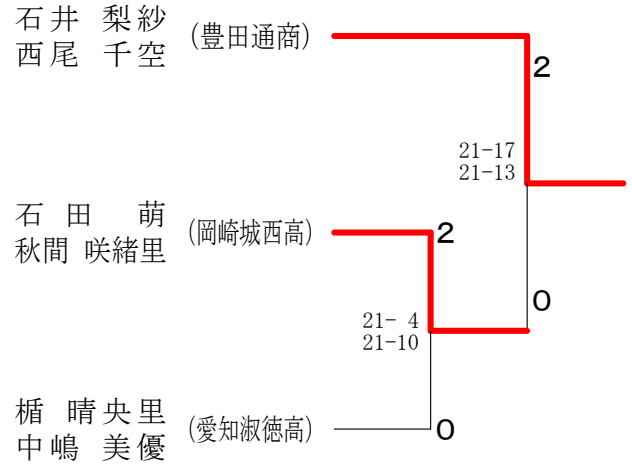 石井 梨紗
西尾 千空
(豊田通商)
2
21-17
21-13
石田 萌
秋間 咲緒里
(岡崎城西高)
2
0
21- 4
21-10
楯 晴央里
中嶋 美優
(愛知淑徳高)
0